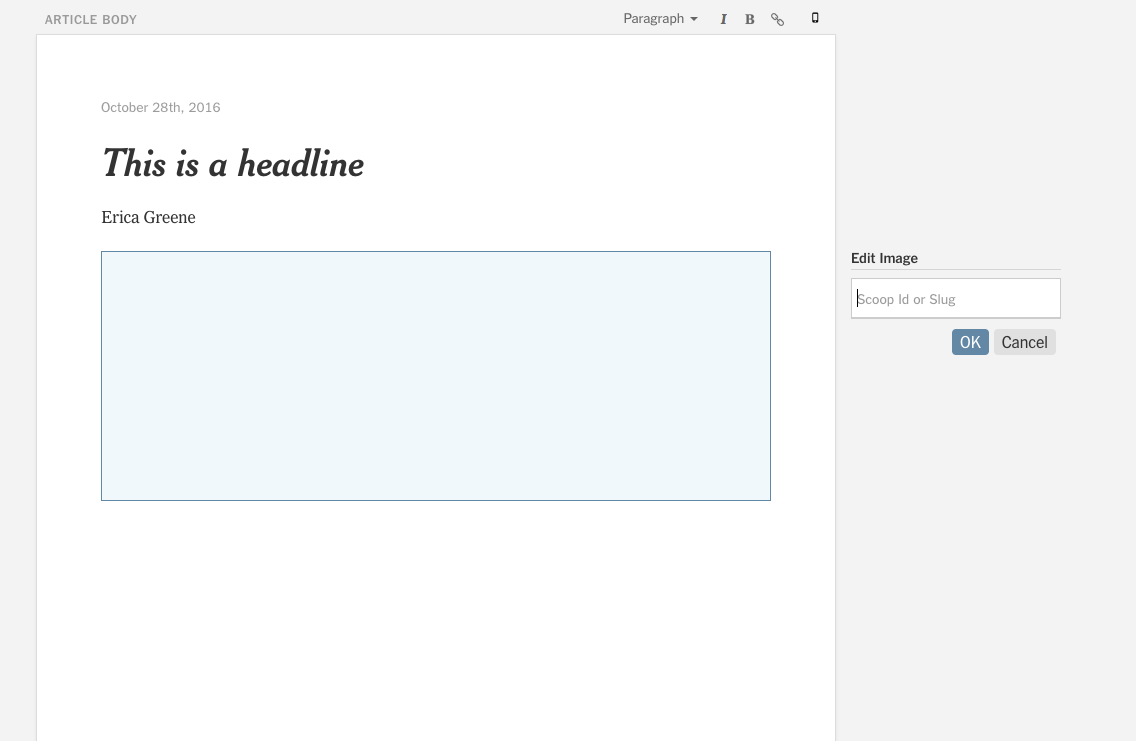 ARTICLE BODY
Paragraph I B
October 28th, 2016
This is a headline
Erica Greene
Edit Image
Scoop Id or Slug
OK Cancel